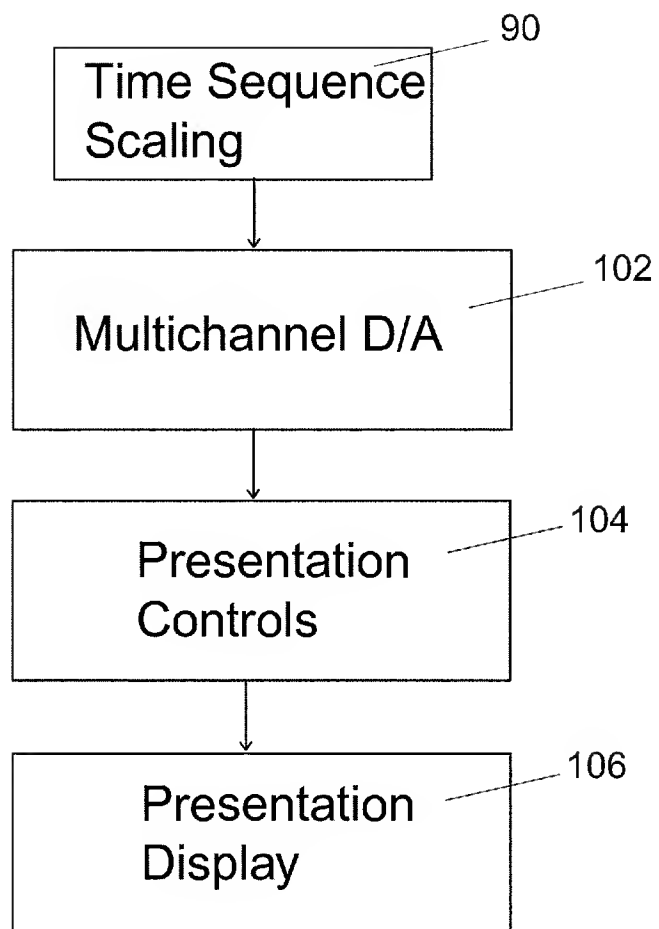 90
Time Sequence
Scaling
102
Multichannel D/A
104
Presentation
Controls
106
Presentation
Display